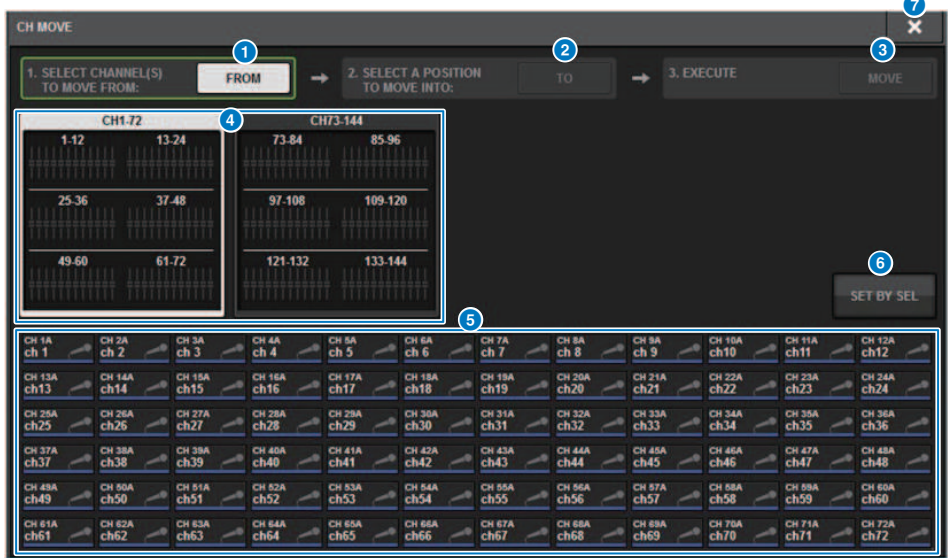 7
CH MOVE ×
1 2 3
1. SELECT CHANNEL(S) TO MOVE FROM: FROM → 2. SELECT A POSITION TO MOVE INTO: TO → 3. EXECUTE MOVE
CH1-72 4 CH73-144
1-12 13-24 73-84 85-96
25-36 37-48 97-108 109-120
49-60 61-72 121-132 133-144
6
SET BY SEL
5
CH 1A CH 2A CH 3A CH 4A CH 5A CH 6A CH 7A CH 8A CH 9A CH 10A CH 11A CH 12A
ch 1 ch 2 ch 3 ch 4 ch 5 ch 6 ch 7 ch 8 ch 9 ch10 ch11 ch12
CH 13A CH 14A CH 15A CH 16A CH 17A CH 18A CH 19A CH 20A CH 21A CH 22A CH 23A CH 24A
ch13 ch14 ch15 ch16 ch17 ch18 ch19 ch20 ch21 ch22 ch23 ch24
CH 25A CH 26A CH 27A CH 28A CH 29A CH 30A CH 31A CH 32A CH 33A CH 34A CH 35A CH 36A
ch25 ch26 ch27 ch28 ch29 ch30 ch31 ch32 ch33 ch34 ch35 ch36
CH 37A CH 38A CH 39A CH 40A CH 41A CH 42A CH 43A CH 44A CH 45A CH 46A CH 47A CH 48A
ch37 ch38 ch39 ch40 ch41 ch42 ch43 ch44 ch45 ch46 ch47 ch48
CH 49A CH 50A CH 51A CH 52A CH 53A CH 54A CH 55A CH 56A CH 57A CH 58A CH 59A CH 60A
ch49 ch50 ch51 ch52 ch53 ch54 ch55 ch56 ch57 ch58 ch59 ch60
CH 61A CH 62A CH 63A CH 64A CH 65A CH 66A CH 67A CH 68A CH 69A CH 70A CH 71A CH 72A
ch61 ch62 ch63 ch64 ch65 ch66 ch67 ch68 ch69 ch70 ch71 ch72